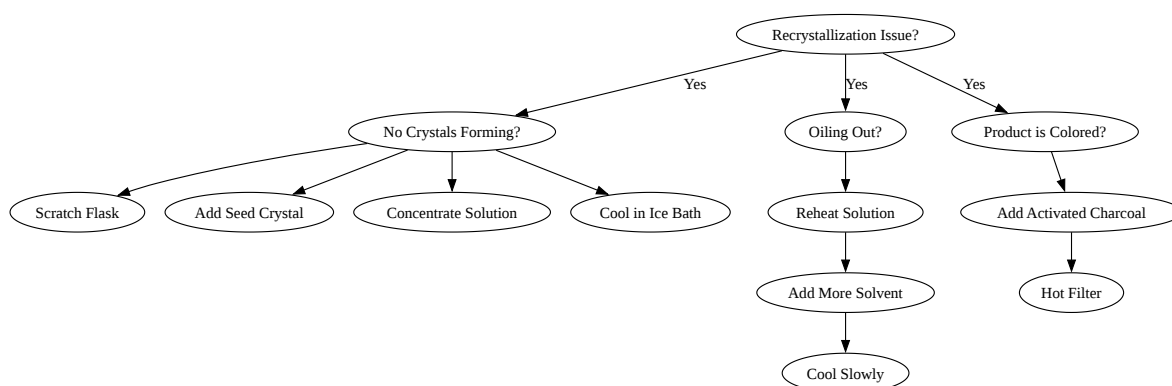 Recrystallization Issue?
Yes
Yes
Yes
No Crystals Forming?
Oiling Out?
Product is Colored?
Scratch Flask
Add Seed Crystal
Concentrate Solution
Cool in Ice Bath
Reheat Solution
Add Activated Charcoal
Add More Solvent
Hot Filter
Cool Slowly